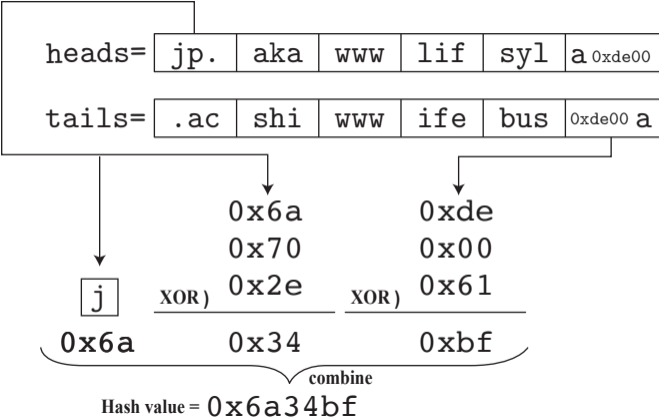 heads= jp. aka www lif syl a 0xde00
tails= .ac shi www ife bus 0xde00 a
0x6a 0xde
0x70 0x00
j XOR ) 0x2e XOR ) 0x61
0x6a 0x34 0xbf
combine
Hash value = 0x6a34bf